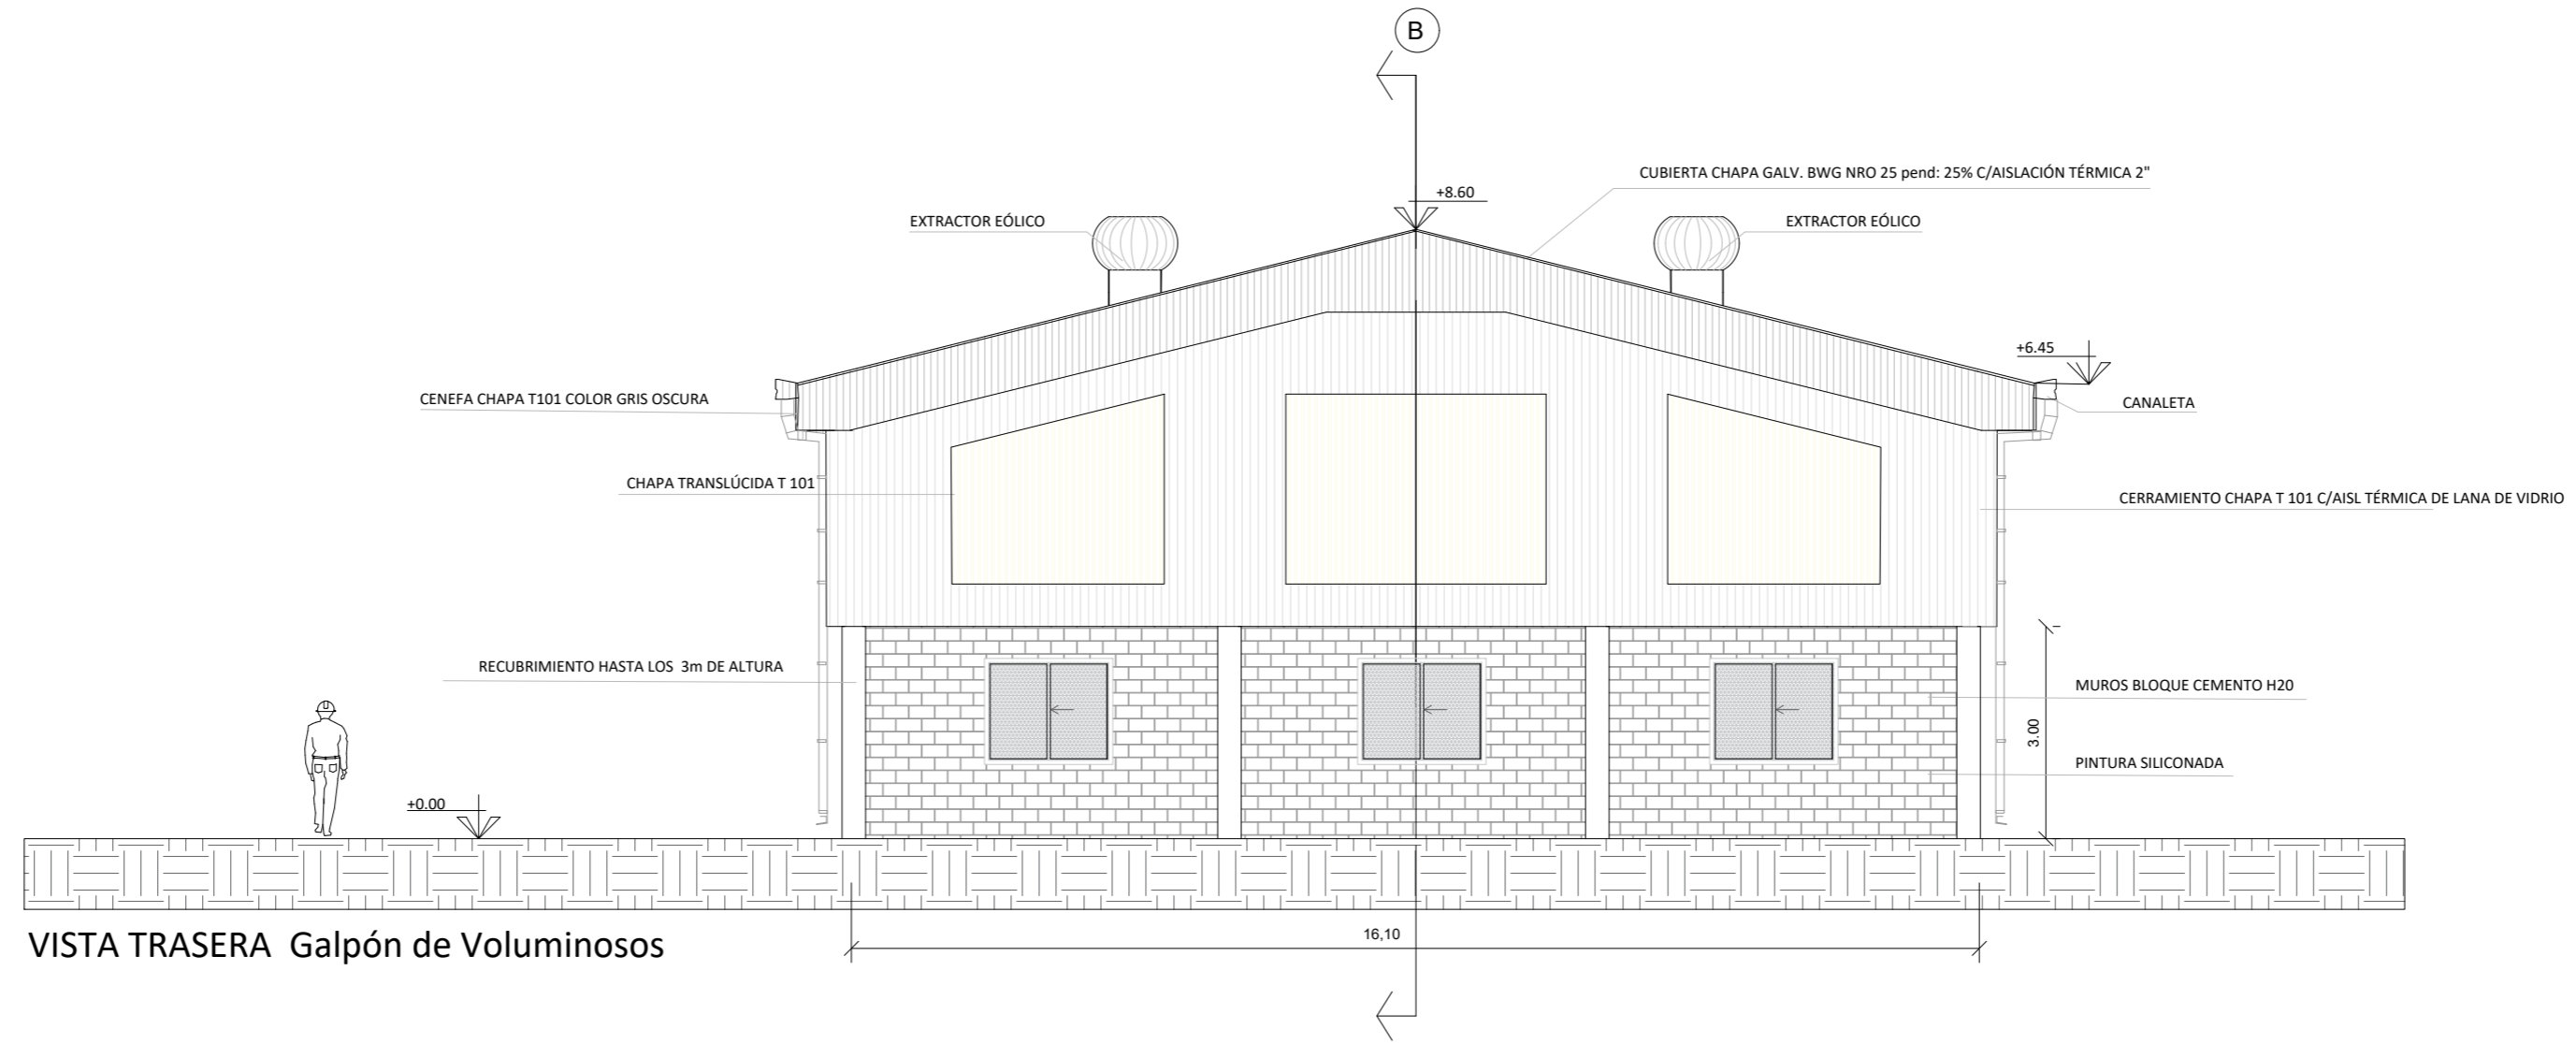 B
CUBIERTA CHAPA GALV. BWG NRO 25 pend: 25% C/AISLACIÓN TÉRMICA 2"
+8.60
EXTRACTOR EÓLICO
EXTRACTOR EÓLICO
+6.45
CENEFA CHAPA T101 COLOR GRIS OSCURA
CANALETA
CHAPA TRANSLÚCIDA T 101
CERRAMIENTO CHAPA T 101 C/AISL TÉRMICA DE LANA DE VIDRIO
RECUBRIMIENTO HASTA LOS 3m DE ALTURA
MUROS BLOQUE CEMENTO H20
3.00
PINTURA SILICONADA
+0.00
16,10
VISTA TRASERA Galpón de Voluminosos